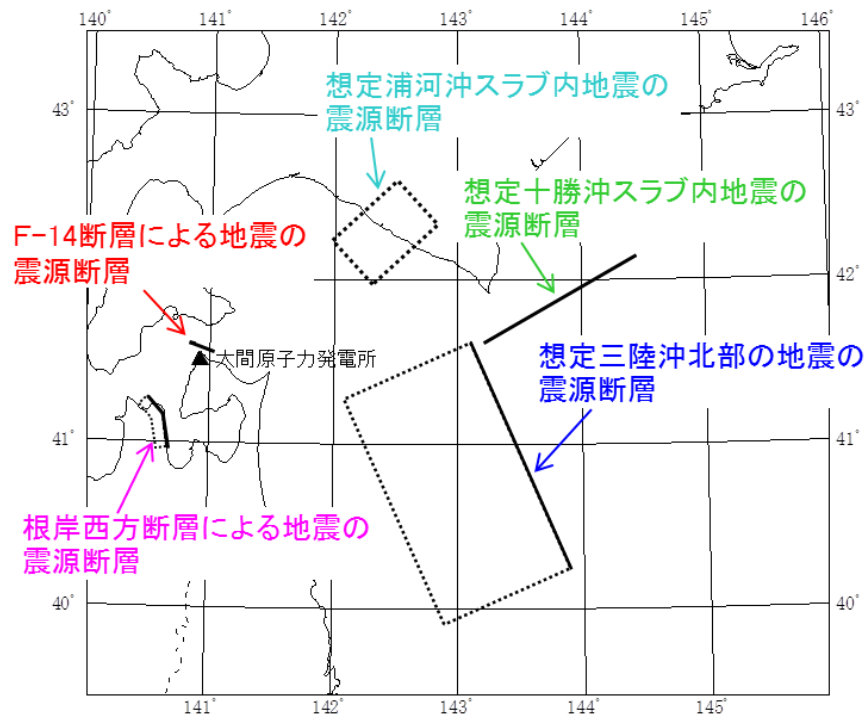 140° 141° 142° 143° 144° 145° 146°
想定浦河沖スラブ内地震の
震源断層
43° 43°
想定十勝沖スラブ内地震の
震源断層
F-14断層による地震の
震源断層
42°
大間原子力発電所
想定三陸沖北部の地震の
震源断層
41° 41°
根岸西方断層による地震の
震源断層
40° 40°
141° 142° 143° 144° 145°